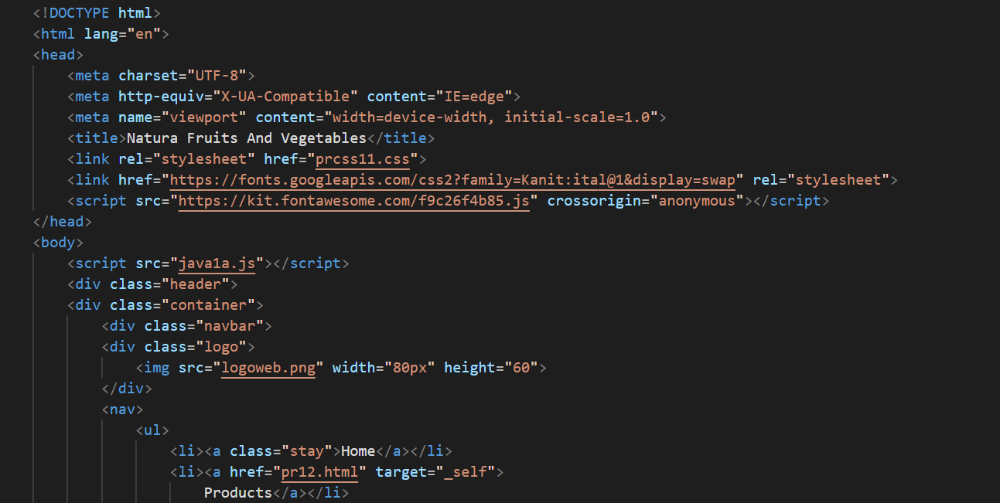 <!DOCTYPE html>
<html lang="en">
<head>
    <meta charset="UTF-8">
    <meta http-equiv="X-UA-Compatible" content="IE=edge">
    <meta name="viewport" content="width=device-width, initial-scale=1.0">
    <title>Natura Fruits And Vegetables</title>
    <link rel="stylesheet" href="prcss11.css">
    <link href="https://fonts.googleapis.com/css2?family=Kanit:ital@1&display=swap" rel="stylesheet">
    <script src="https://kit.fontawesome.com/f9c26f4b85.js" crossorigin="anonymous"></script>
</head>
<body>
    <script src="java1a.js"></script>
    <div class="header">
    <div class="container">
        <div class="navbar">
        <div class="logo">
            <img src="logoweb.png" width="80px" height="60">
        </div>
        <nav>
            <ul>
                <li><a class="stay">Home</a></li>
                <li><a href="pr12.html" target="_self">
                    Products</a></li>